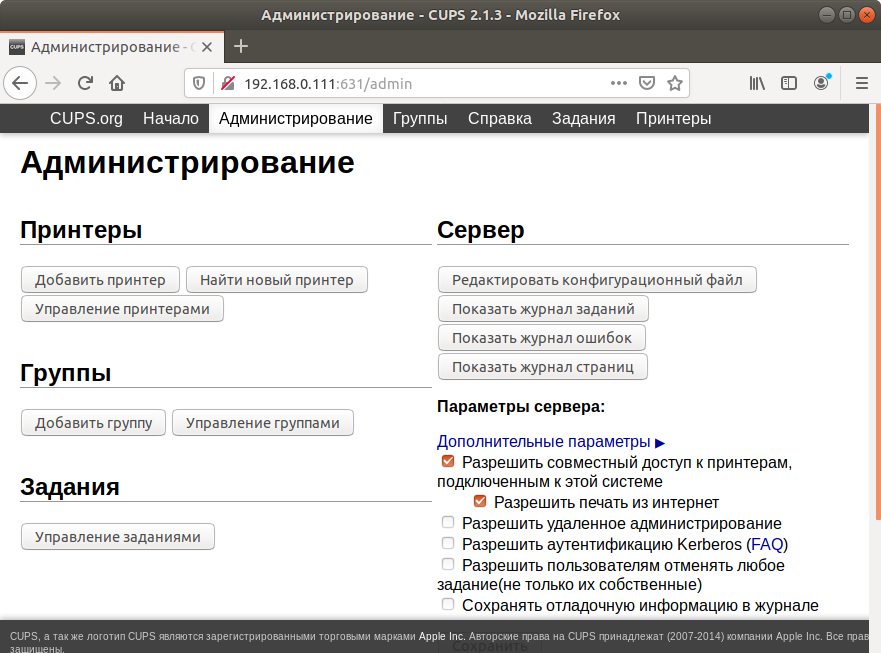 Администрирование - CUPS 2.1.3 - Mozilla Firefox
CUPS Администрирование - C
192.168.0.111:631/admin
CUPS.org Начало Администрирование Группы Справка Задания Принтеры
Администрирование
Принтеры
Добавить принтер Найти новый принтер
Управление принтерами
Группы
Добавить группу Управление группами
Задания
Управление заданиями
Сервер
Редактировать конфигурационный файл
Показать журнал заданий
Показать журнал ошибок
Показать журнал страниц
Параметры сервера:
Дополнительные параметры ▶
Разрешить совместный доступ к принтерам,
подключенным к этой системе
Разрешить печать из интернет
Разрешить удаленное администрирование
Разрешить аутентификацию Kerberos (FAQ)
Разрешить пользователям отменять любое
задание(не только их собственные)
Сохранять отладочную информацию в журнале
Сохранить
CUPS, а так же логотип CUPS являются зарегистрированными торговыми марками Apple Inc. Авторские права на CUPS принадлежат (2007-2014) компании Apple Inc. Все прав
защищены.